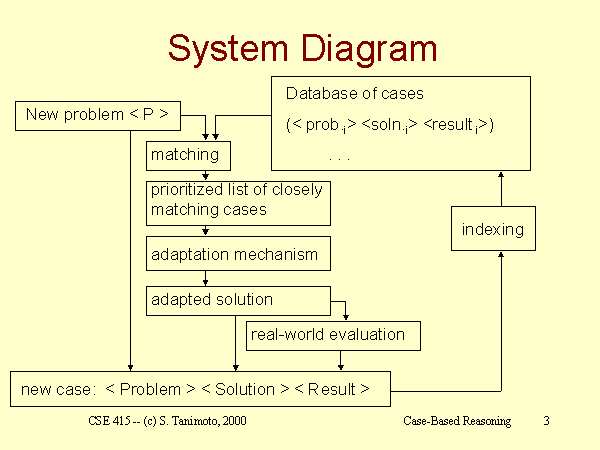 System Diagram
Database of cases
New problem < P >
(< prob.i> <soln.i> <result i>)
matching
. . .
prioritized list of closely
matching cases
indexing
adaptation mechanism
adapted solution
real-world evaluation
new case: < Problem > < Solution > < Result >
CSE 415 -- (c) S. Tanimoto, 2000
Case-Based Reasoning
3